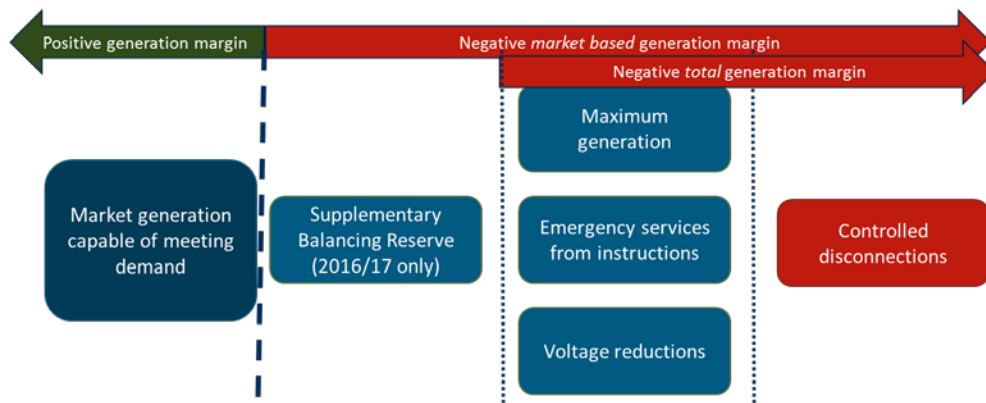 Positive generation margin
Negative market based generation margin
Negative total generation margin
Market generation
capable of meeting
demand
Supplementary
Balancing Reserve
(2016/17 only)
Maximum
generation
Emergency services
from instructions
Voltage reductions
Controlled
disconnections